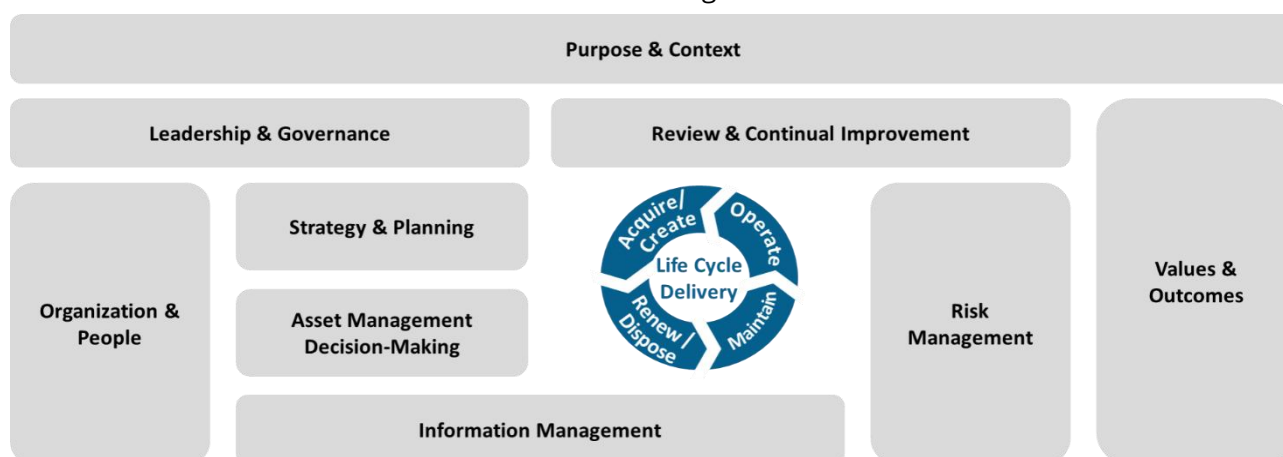 Purpose & Context
Leadership & Governance
Review & Continual Improvement
Organization &
People
Strategy & Planning
Asset Management
Decision-Making
Acquire/
Create
Operate
Life Cycle
Delivery
Renew /
Dispose
Maintain
Risk
Management
Values &
Outcomes
Information Management